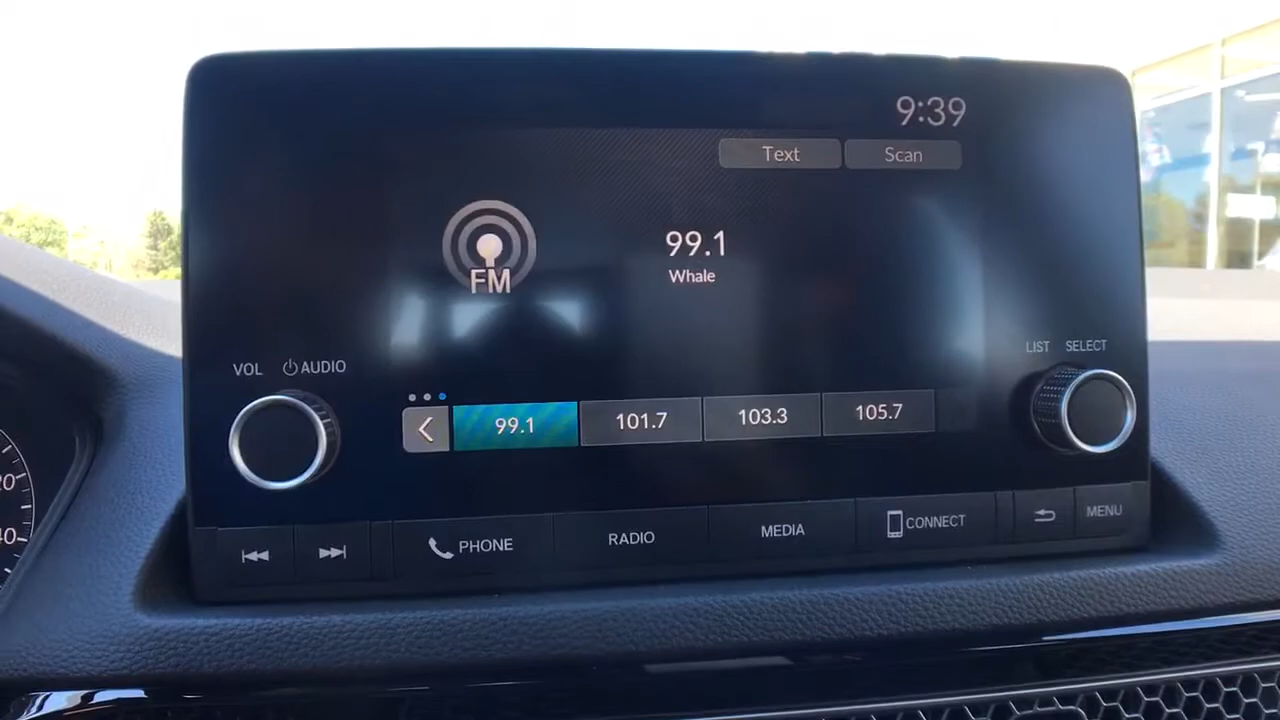 9:39
Text Scan
FM
99.1
Whale
VOL AUDIO
LIST SELECT
99.1 101.7 103.3 105.7
PHONE RADIO MEDIA CONNECT MENU